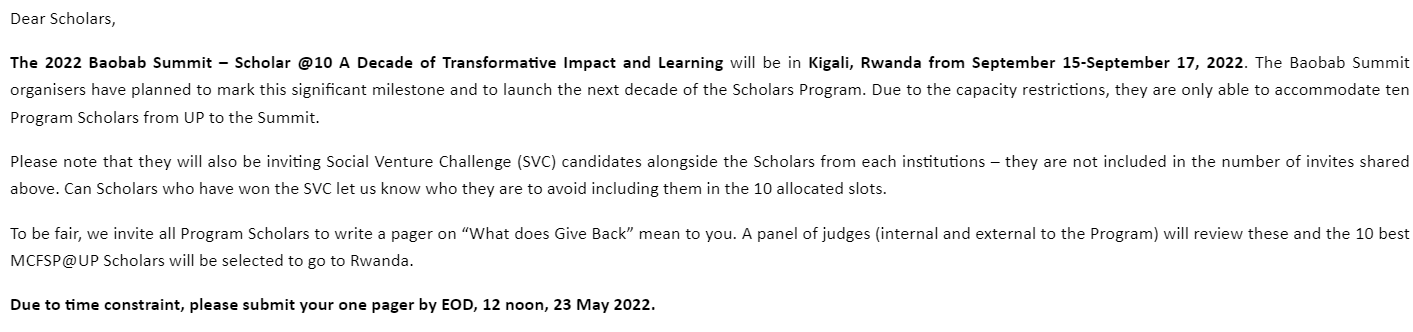 Dear Scholars,
The 2022 Baobab Summit – Scholar @10 A Decade of Transformative Impact and Learning will be in Kigali, Rwanda from September 15-September 17, 2022. The Baobab Summit
organisers have planned to mark this significant milestone and to launch the next decade of the Scholars Program. Due to the capacity restrictions, they are only able to accommodate ten
Program Scholars from UP to the Summit.
Please note that they will also be inviting Social Venture Challenge (SVC) candidates alongside the Scholars from each institutions – they are not included in the number of invites shared
above. Can Scholars who have won the SVC let us know who they are to avoid including them in the 10 allocated slots.
To be fair, we invite all Program Scholars to write a pager on “What does Give Back” mean to you. A panel of judges (internal and external to the Program) will review these and the 10 best
MCFSP@UP Scholars will be selected to go to Rwanda.
Due to time constraint, please submit your one pager by EOD, 12 noon, 23 May 2022.